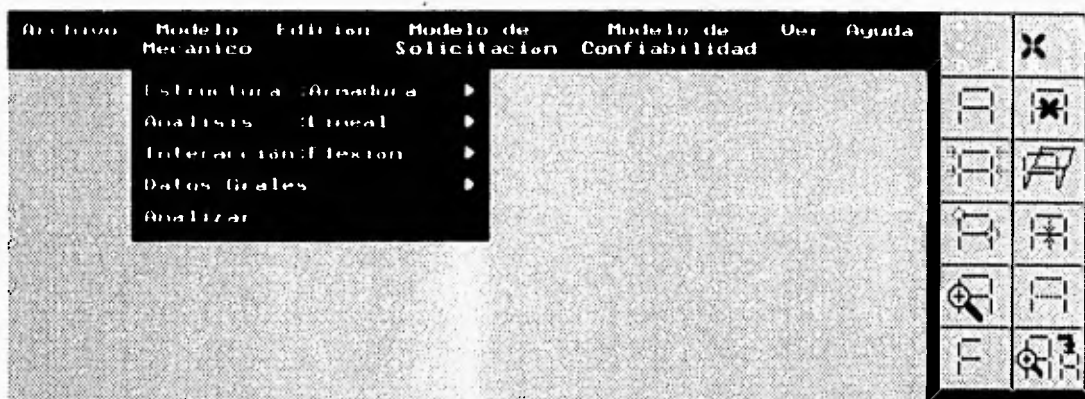 Archivo Modelo Mecanico Edicion Modelo de Solicitacion Modelo de Confiabilidad Ver Ayuda
Estructura :Armadura
Analisis :Lineal
Interaccion:Flexion
Datos Grales
Analizar